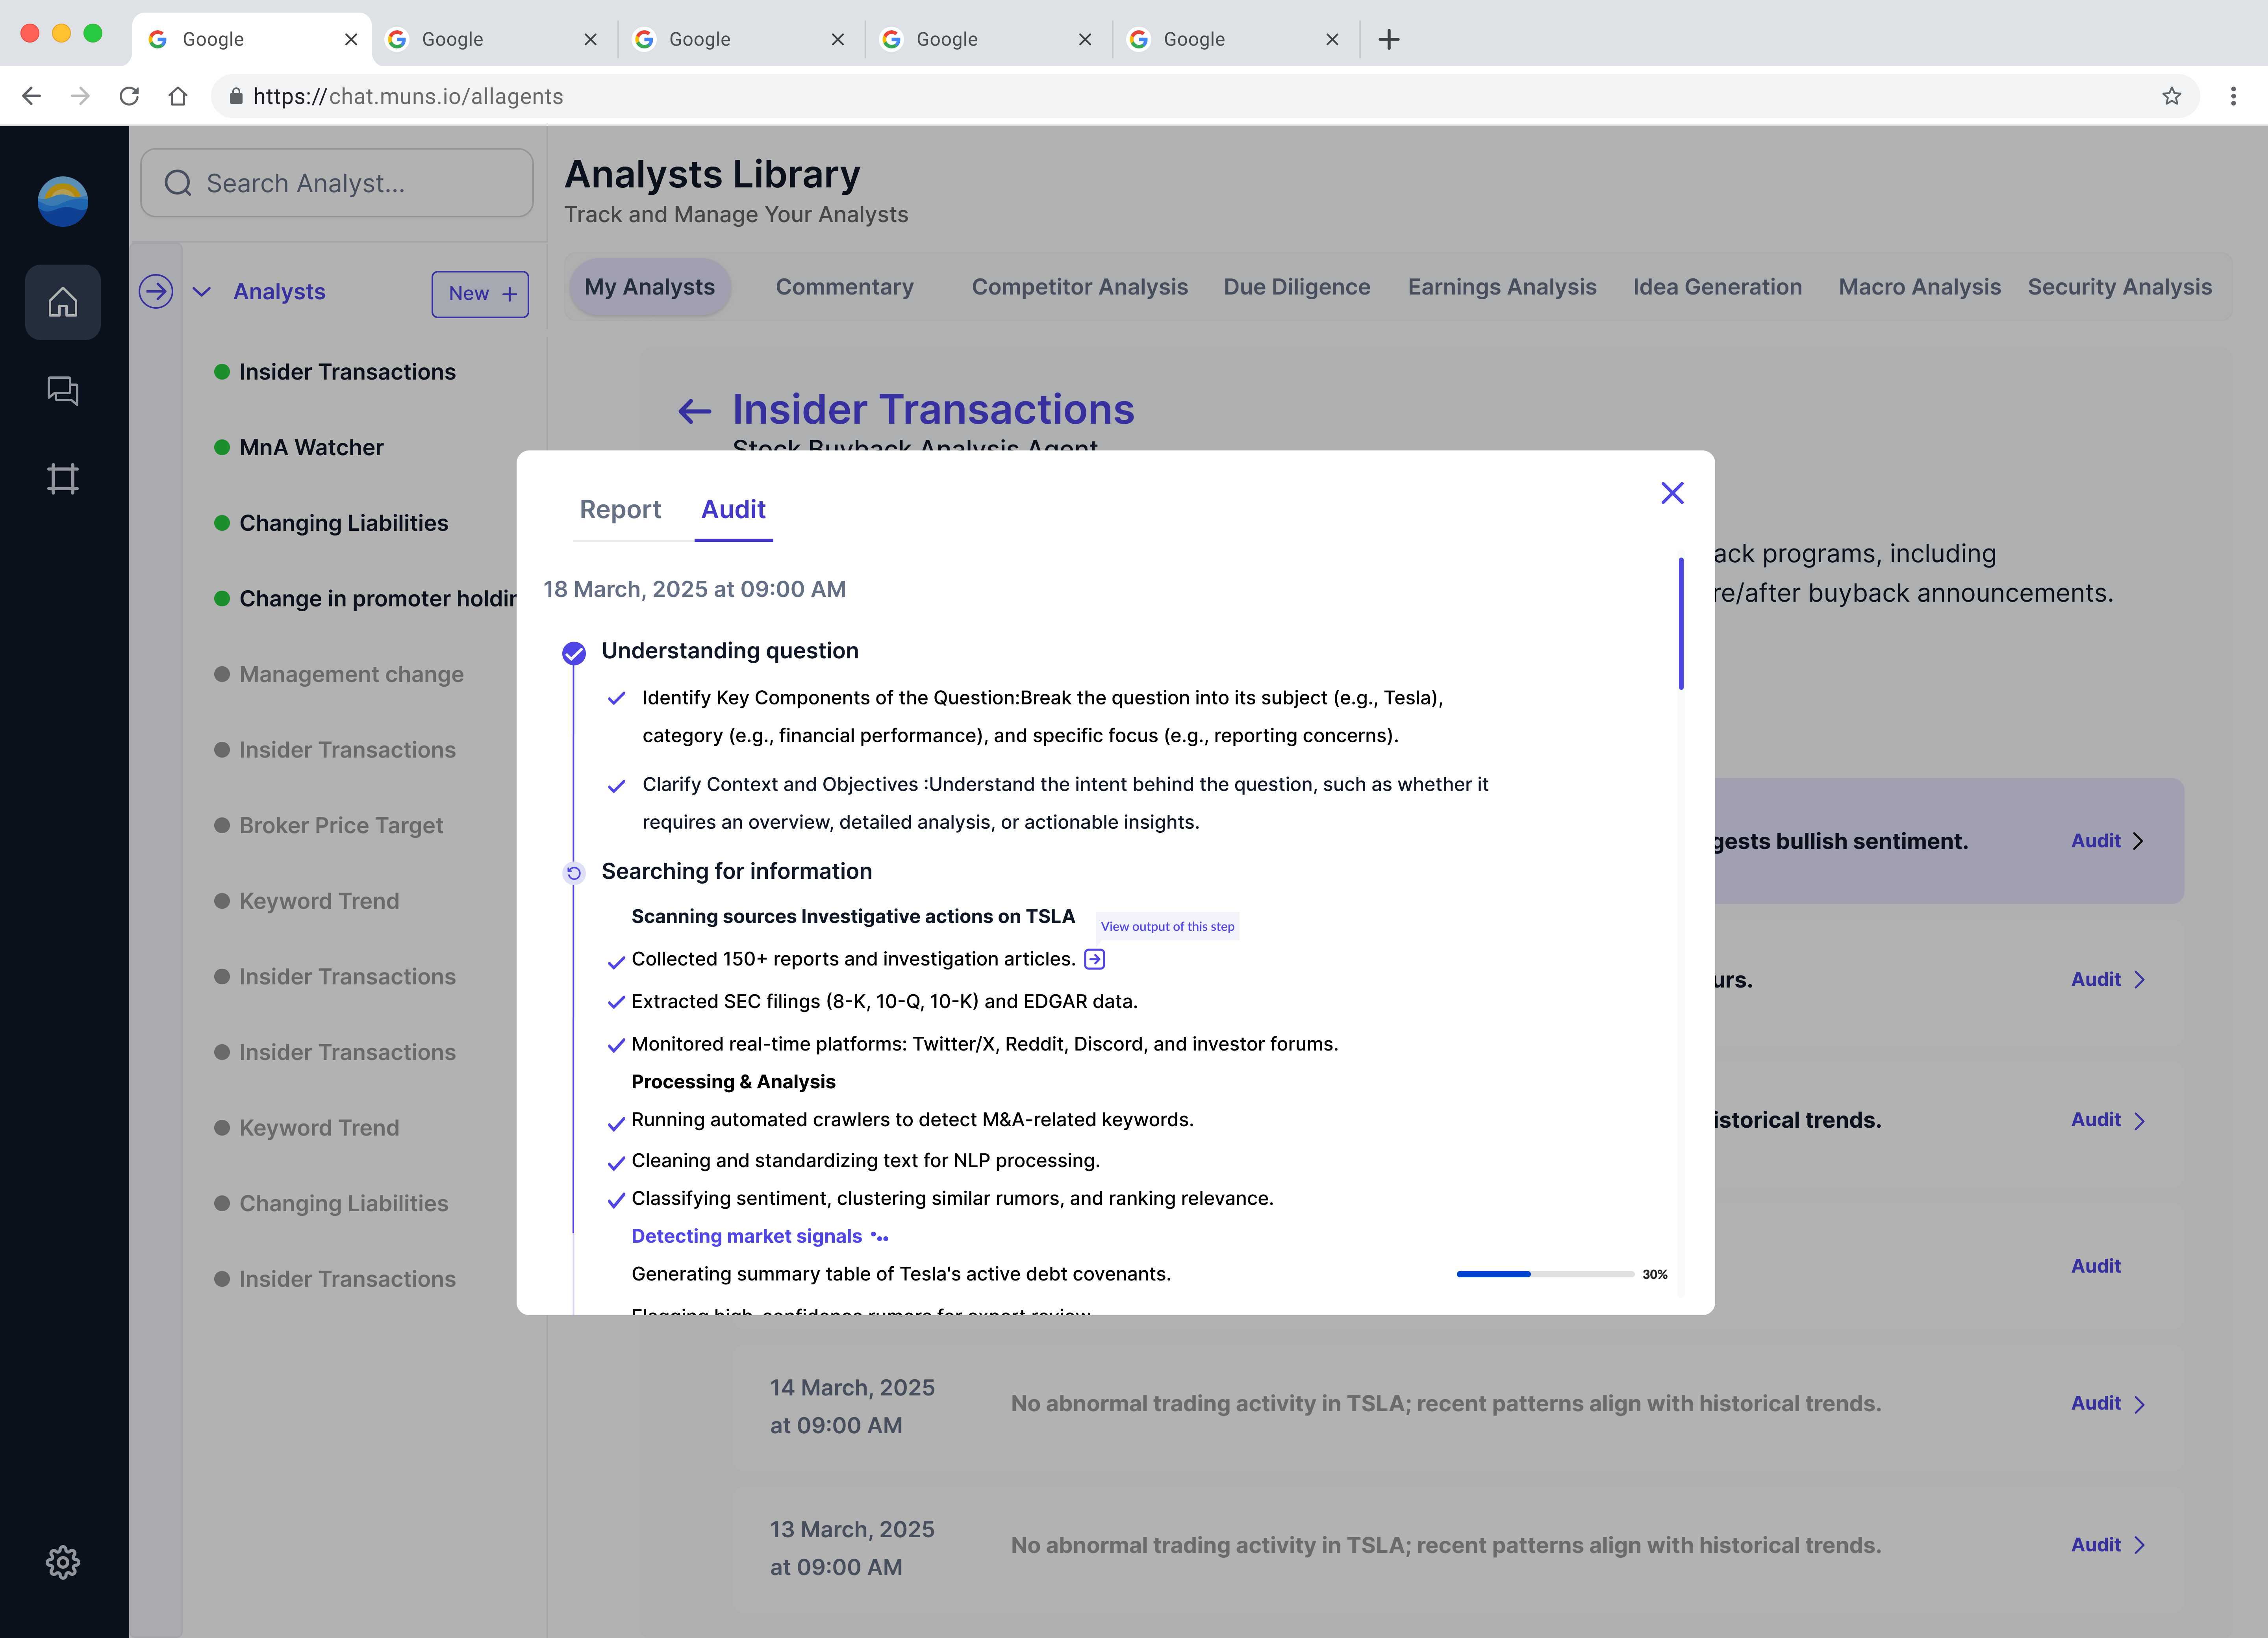 Google
Google
Google
Google
Google
https://chat.muns.io/allagents
Search Analyst...
Analysts
New +
Insider Transactions
MnA Watcher
Changing Liabilities
Change in promoter holdin
Management change
Insider Transactions
Broker Price Target
Keyword Trend
Insider Transactions
Insider Transactions
Keyword Trend
Changing Liabilities
Insider Transactions
Analysts Library
Track and Manage Your Analysts
My Analysts
Commentary
Competitor Analysis
Due Diligence
Earnings Analysis
Idea Generation
Macro Analysis
Security Analysis
Insider Transactions
Stock Buyback Analysis Agent
ack programs, including
re/after buyback announcements.
gests bullish sentiment.
Audit
urs.
Audit
istorical trends.
Audit
Audit
14 March, 2025
at 09:00 AM
No abnormal trading activity in TSLA; recent patterns align with historical trends.
Audit
13 March, 2025
at 09:00 AM
No abnormal trading activity in TSLA; recent patterns align with historical trends.
Audit
Report
Audit
18 March, 2025 at 09:00 AM
Understanding question
Identify Key Components of the Question:Break the question into its subject (e.g., Tesla),
category (e.g., financial performance), and specific focus (e.g., reporting concerns).
Clarify Context and Objectives :Understand the intent behind the question, such as whether it
requires an overview, detailed analysis, or actionable insights.
Searching for information
Scanning sources Investigative actions on TSLA
View output of this step
Collected 150+ reports and investigation articles.
Extracted SEC filings (8-K, 10-Q, 10-K) and EDGAR data.
Monitored real-time platforms: Twitter/X, Reddit, Discord, and investor forums.
Processing & Analysis
Running automated crawlers to detect M&A-related keywords.
Cleaning and standardizing text for NLP processing.
Classifying sentiment, clustering similar rumors, and ranking relevance.
Detecting market signals
Generating summary table of Tesla's active debt covenants.
30%
Flagging high-confidence rumors for expert review